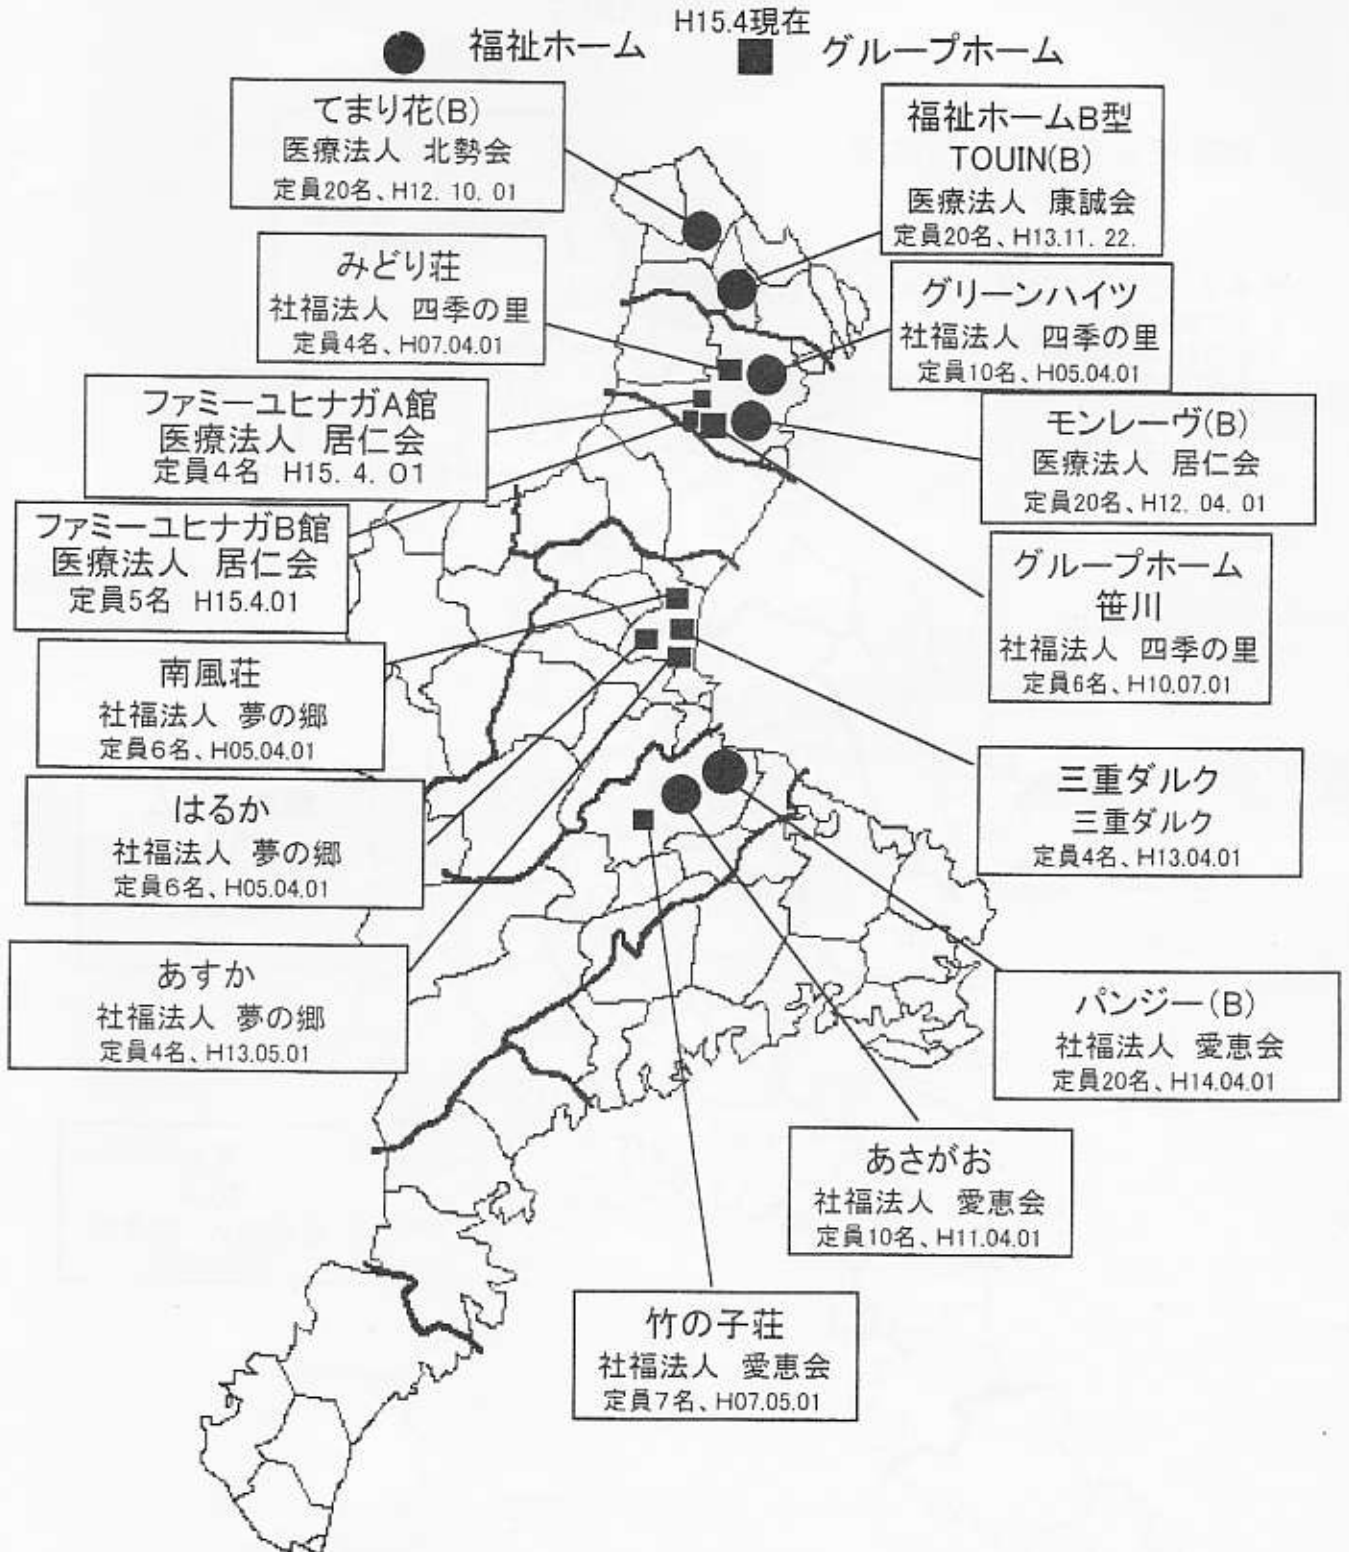 H15.4現在
福祉ホーム
グループホーム
てまり花(B)
医療法人 北勢会
定員20名、H12. 10. 01
福祉ホームB型
TOUIN(B)
医療法人 康誠会
定員20名、H13.11. 22.
みどり荘
社福法人 四季の里
定員4名、H07.04.01
グリーンハイツ
社福法人 四季の里
定員10名、H05.04.01
ファミーユヒナガA館
医療法人 居仁会
定員4名 H15. 4. 01
モンレーヴ(B)
医療法人 居仁会
定員20名、H12. 04. 01
ファミーユヒナガB館
医療法人 居仁会
定員5名 H15.4.01
グループホーム
笹川
社福法人 四季の里
定員6名、H10.07.01
南風荘
社福法人 夢の郷
定員6名、H05.04.01
三重ダルク
三重ダルク
定員4名、H13.04.01
はるか
社福法人 夢の郷
定員6名、H05.04.01
あすか
社福法人 夢の郷
定員4名、H13.05.01
パンジー(B)
社福法人 愛恵会
定員20名、H14.04.01
あさがお
社福法人 愛恵会
定員10名、H11.04.01
竹の子荘
社福法人 愛恵会
定員7名、H07.05.01